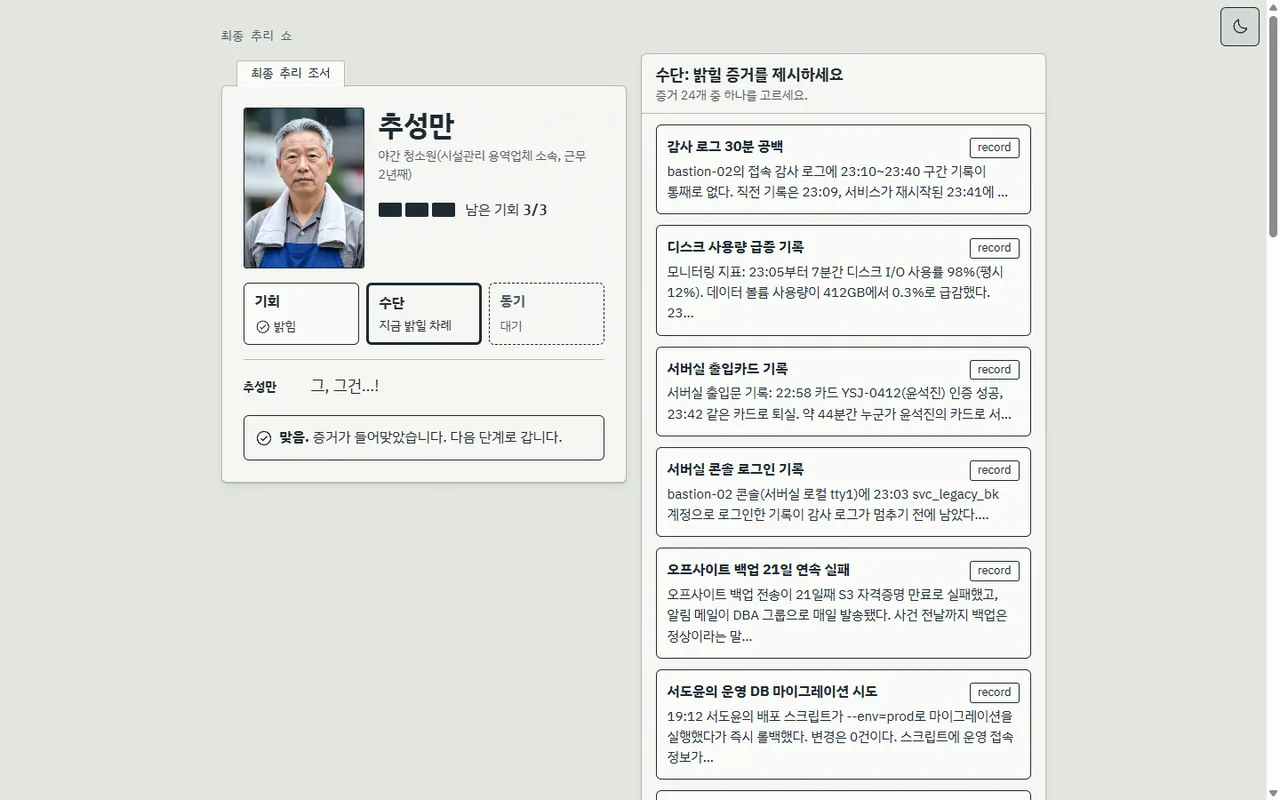 최종 추리 쇼
최종 추리 조서
추성만
야간 청소원(시설관리 용역업체 소속, 근무
2년째)
남은 기회 3/3
기회
밝힘
수단
지금 밝힐 차례
동기
대기
추성만 그, 그건…!
맞음. 증거가 들어맞았습니다. 다음 단계로 갑니다.
수단: 밝힐 증거를 제시하세요
증거 24개 중 하나를 고르세요.
감사 로그 30분 공백 record
bastion-02의 접속 감사 로그에 23:10~23:40 구간 기록이
통째로 없다. 직전 기록은 23:09, 서비스가 재시작된 23:41에 ...
디스크 사용량 급증 기록 record
모니터링 지표: 23:05부터 7분간 디스크 I/O 사용률 98%(평시
12%). 데이터 볼륨 사용량이 412GB에서 0.3%로 급감했다.
23...
서버실 출입카드 기록 record
서버실 출입문 기록: 22:58 카드 YSJ-0412(윤석진) 인증 성공,
23:42 같은 카드로 퇴실. 약 44분간 누군가 윤석진의 카드로 서...
서버실 콘솔 로그인 기록 record
bastion-02 콘솔(서버실 로컬 tty1)에 23:03 svc_legacy_bk
계정으로 로그인한 기록이 감사 로그가 멈추기 전에 남았다....
오프사이트 백업 21일 연속 실패 record
오프사이트 백업 전송이 21일째 S3 자격증명 만료로 실패했고,
알림 메일이 DBA 그룹으로 매일 발송됐다. 사건 전날까지 백업은
정상이라는 말...
서도윤의 운영 DB 마이그레이션 시도 record
19:12 서도윤의 배포 스크립트가 --env=prod로 마이그레이션을
실행했다가 즉시 롤백했다. 변경은 0건이다. 스크립트에 운영 접속
정보가...